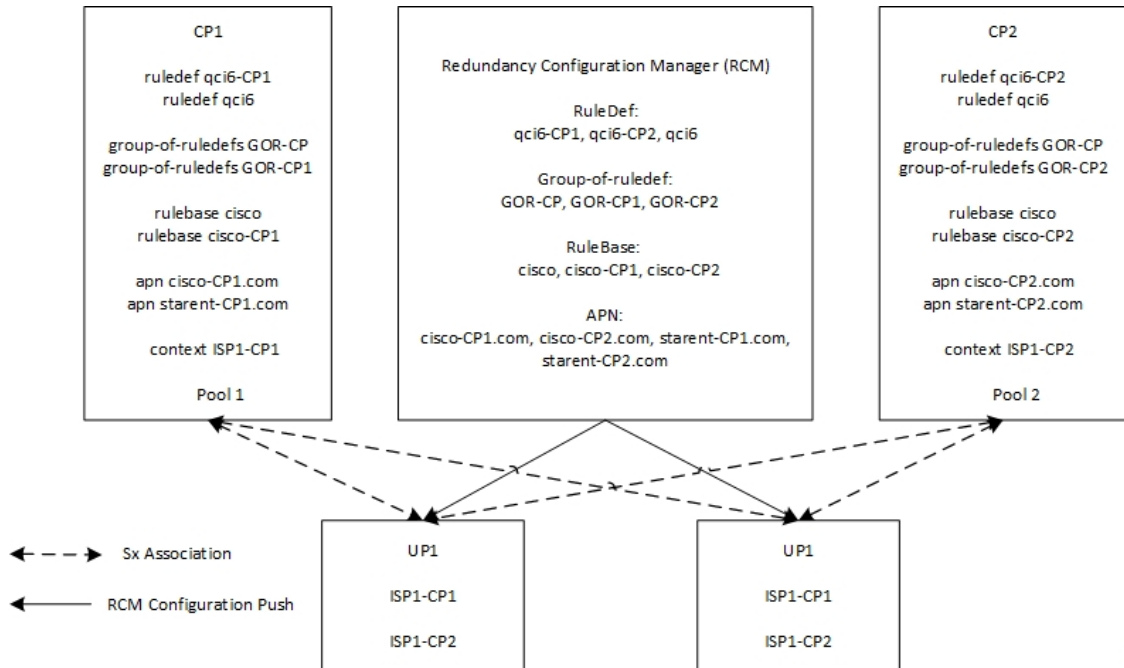 CP1
ruledef qci6-CP1
ruledef qci6
group-of-ruledefs GOR-CP
group-of-ruledefs GOR-CP1
rulebase cisco
rulebase cisco-CP1
apn cisco-CP1.com
apn starent-CP1.com
context ISP1-CP1
Pool 1
Redundancy Configuration Manager (RCM)
RuleDef:
qci6-CP1, qci6-CP2, qci6
Group-of-ruledef:
GOR-CP, GOR-CP1, GOR-CP2
RuleBase:
cisco, cisco-CP1, cisco-CP2
APN:
cisco-CP1.com, cisco-CP2.com, starent-CP1.com,
starent-CP2.com
CP2
ruledef qci6-CP2
ruledef qci6
group-of-ruledefs GOR-CP
group-of-ruledefs GOR-CP2
rulebase cisco
rulebase cisco-CP2
apn cisco-CP2.com
apn starent-CP2.com
context ISP1-CP2
Pool 2
Sx Association
RCM Configuration Push
UP1
ISP1-CP1
ISP1-CP2
UP1
ISP1-CP1
ISP1-CP2